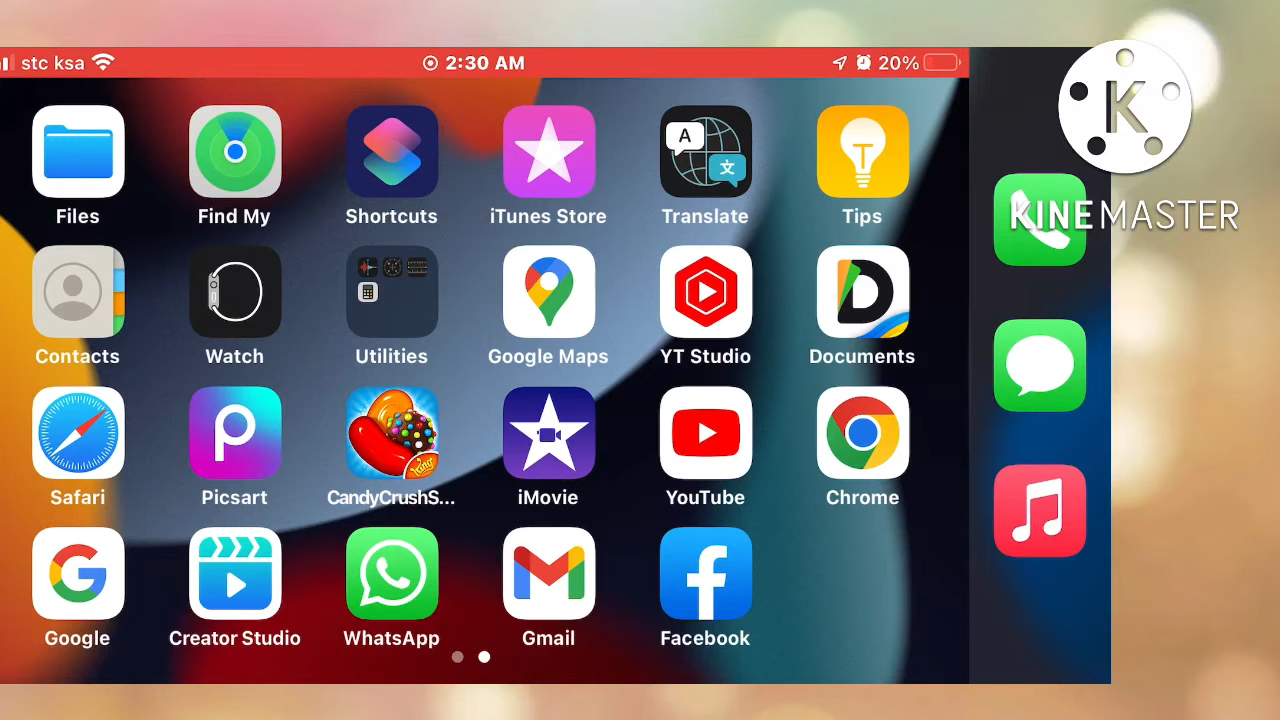 stc ksa 2:30 AM 20%
Files Find My Shortcuts iTunes Store Translate Tips
Contacts Watch Utilities Google Maps YT Studio Documents
Safari Picsart CandyCrushS... iMovie YouTube Chrome
Google Creator Studio WhatsApp Gmail Facebook
K
KINEMASTER
A
文
T
King